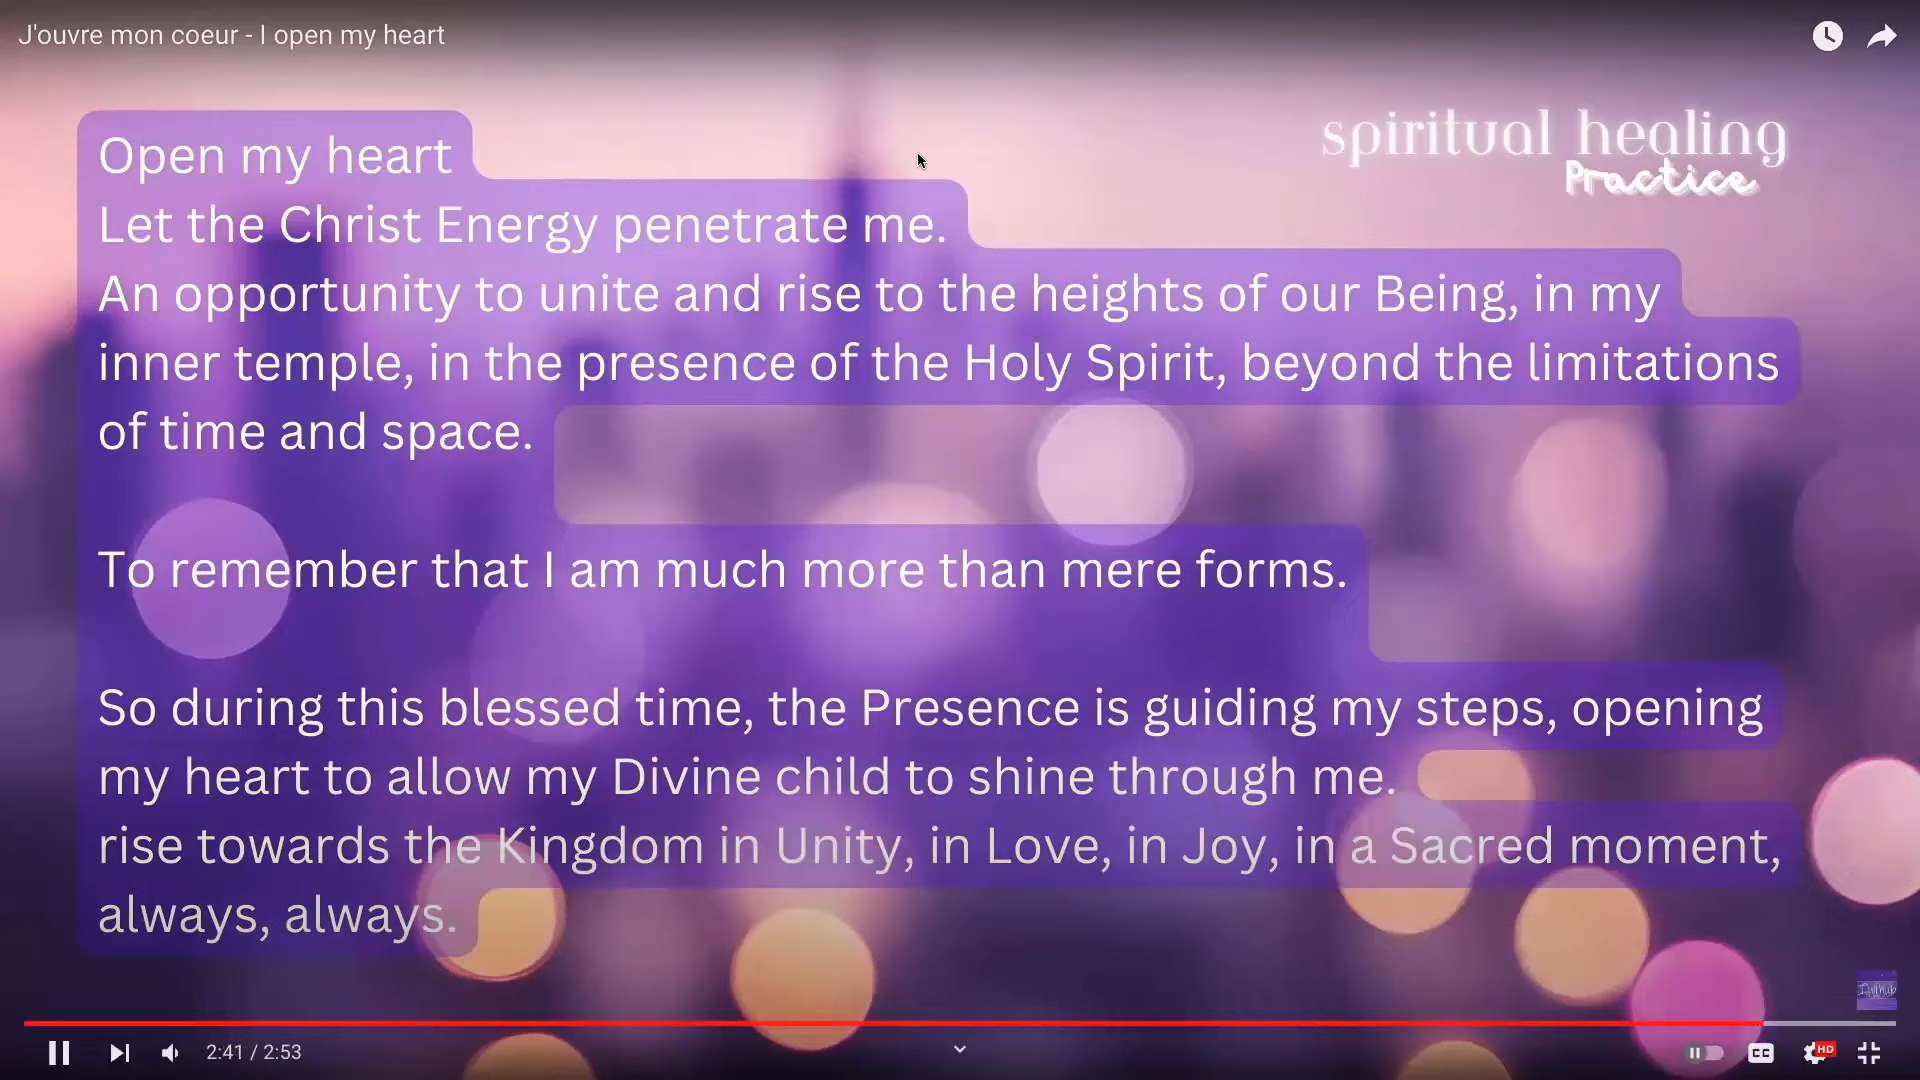 J'ouvre mon coeur - I open my heart
spiritual healing
Practice
Open my heart
Let the Christ Energy penetrate me.
An opportunity to unite and rise to the heights of our Being, in my
inner temple, in the presence of the Holy Spirit, beyond the limitations
of time and space.
To remember that I am much more than mere forms.
So during this blessed time, the Presence is guiding my steps, opening
my heart to allow my Divine child to shine through me.
rise towards the Kingdom in Unity, in Love, in Joy, in a Sacred moment,
always, always.
2:41 / 2:53
CC
HD